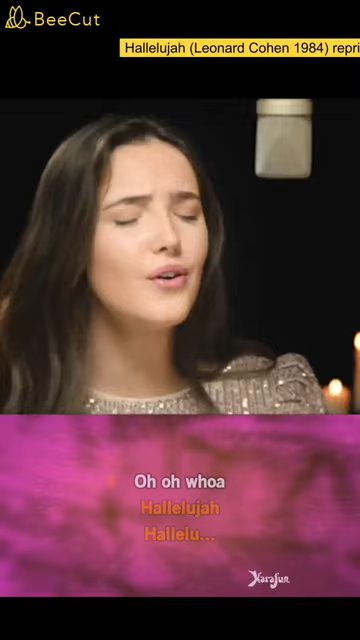 BeeCut
Hallelujah (Leonard Cohen 1984) repri
Oh oh whoa
Hallelujah
Hallelu...
KaraFun